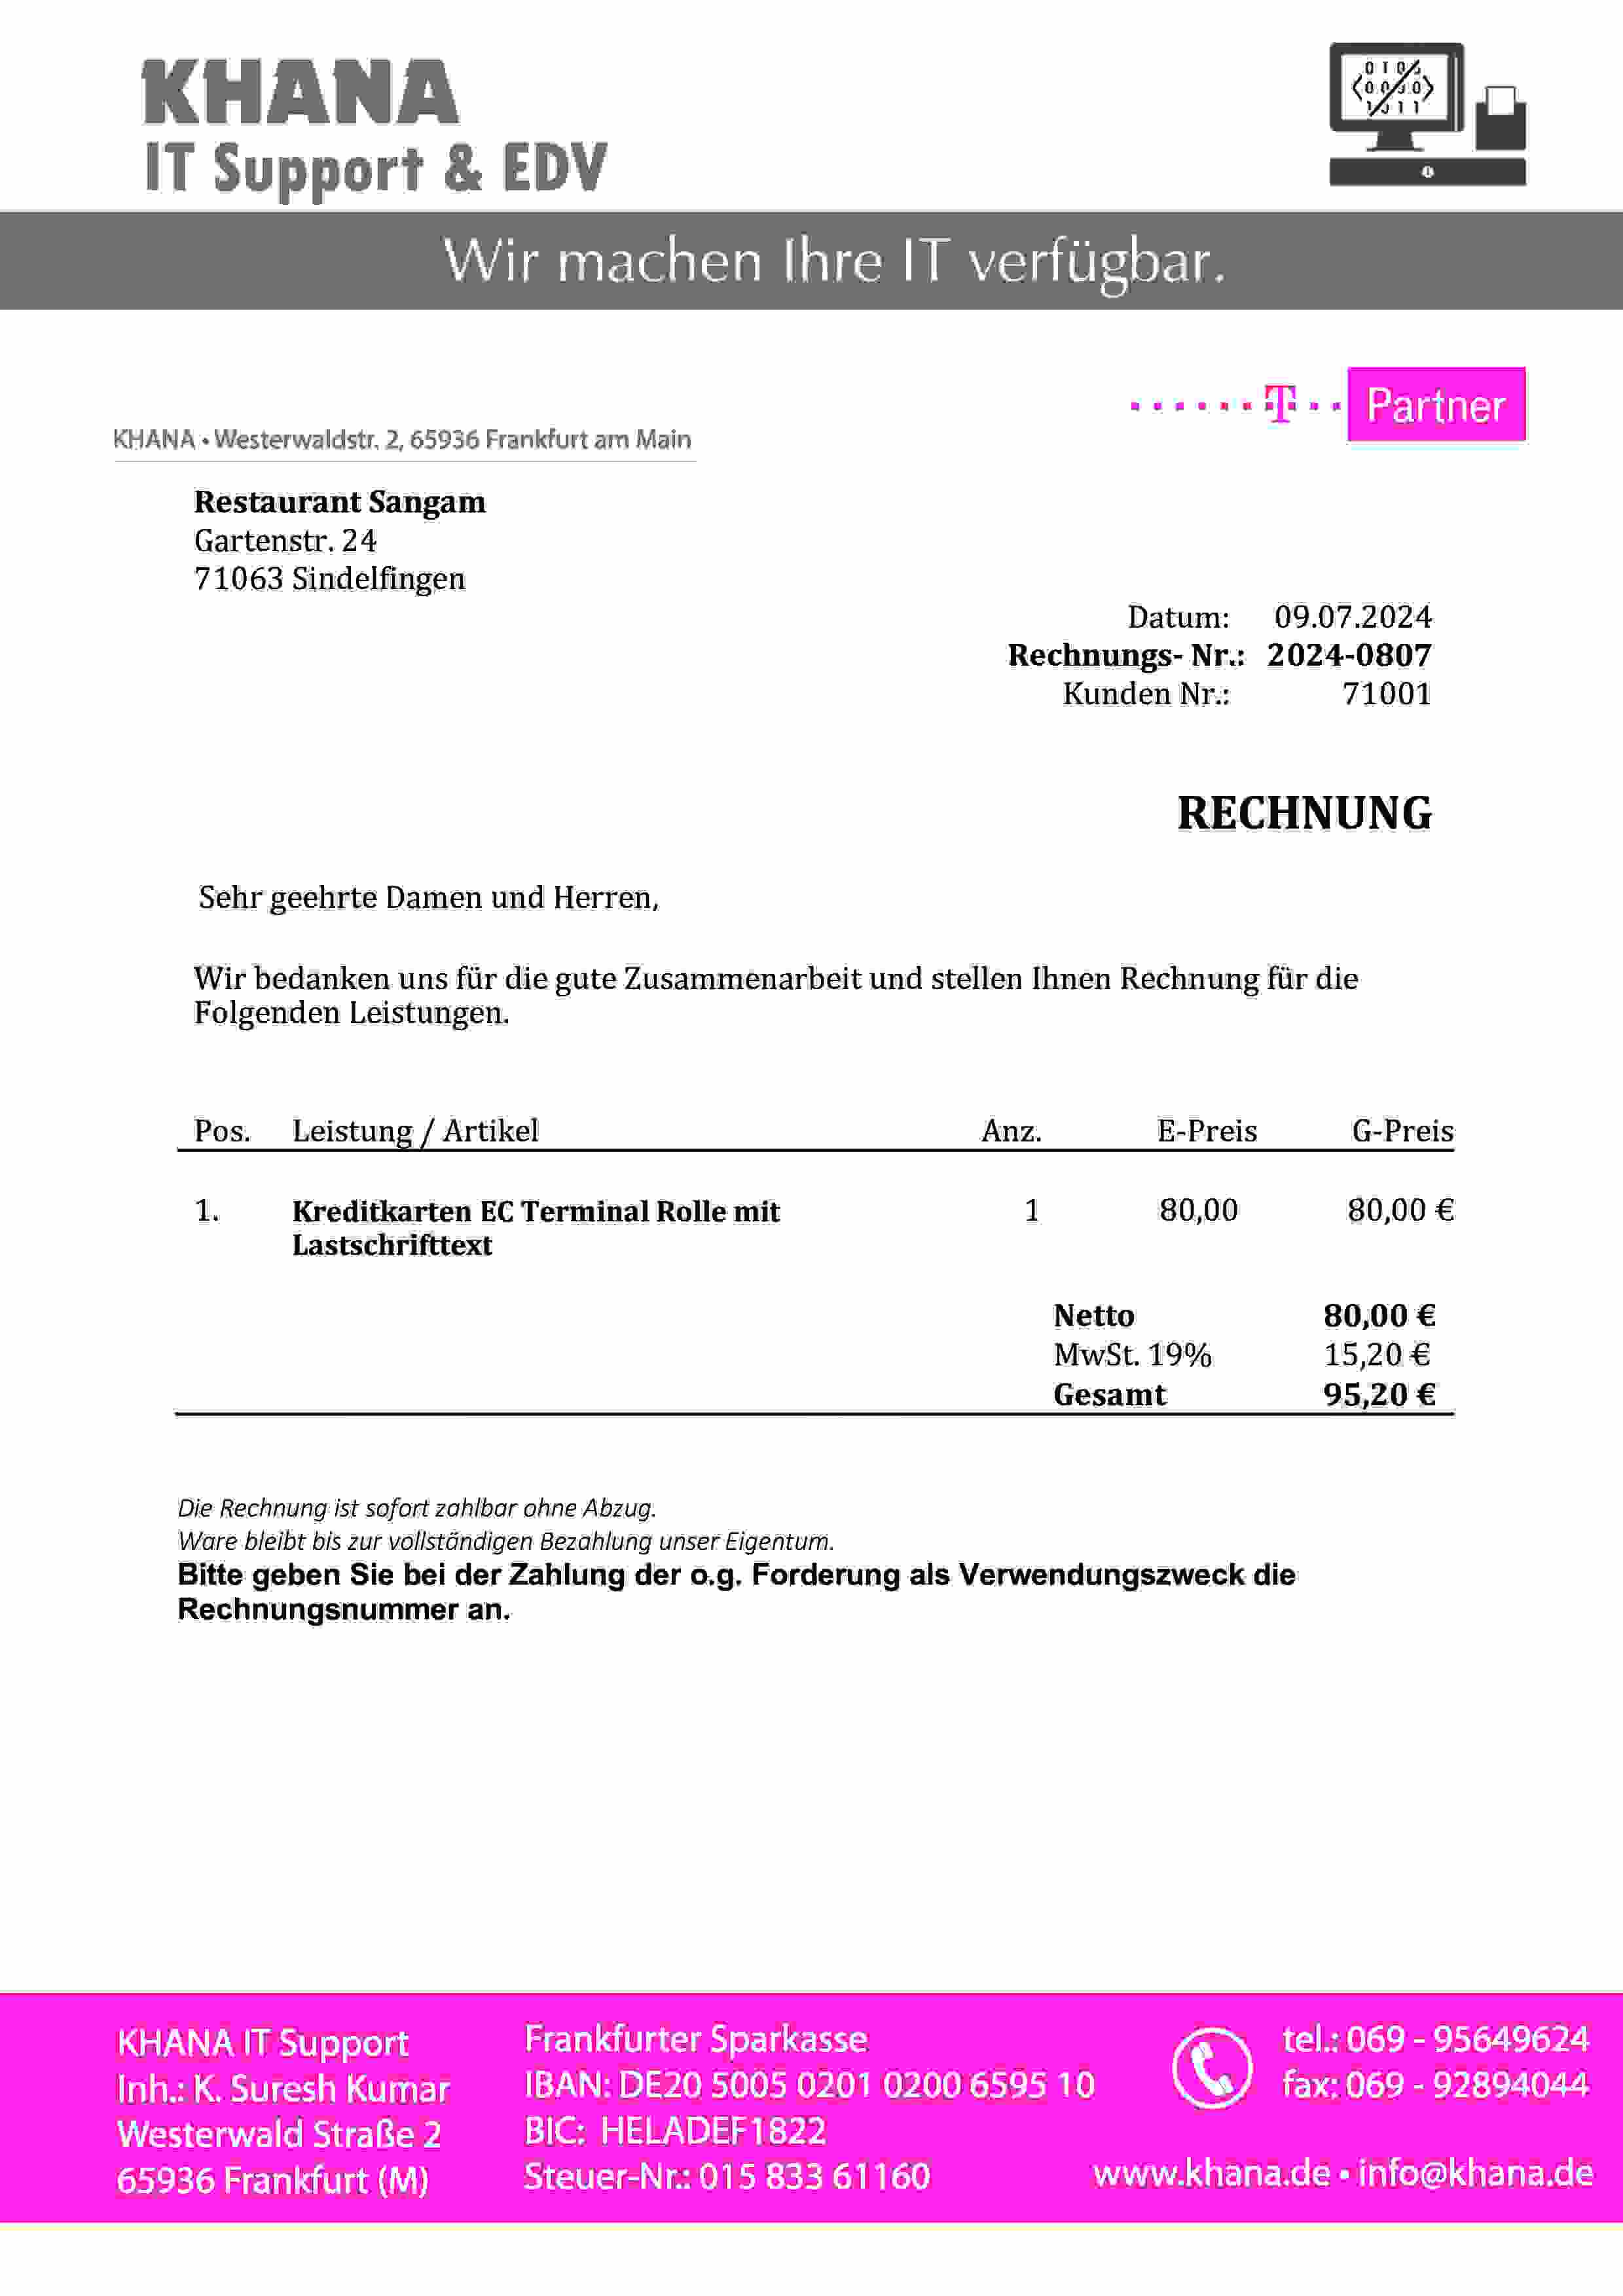 KHANA
IT Support & EDV
Wir machen Ihre IT verfügbar.
T Partner
KHANA • Westerwaldstr. 2, 65936 Frankfurt am Main
Restaurant Sangam
Gartenstr. 24
71063 Sindelfingen
Datum: 09.07.2024
Rechnungs- Nr.: 2024-0807
Kunden Nr.: 71001
RECHNUNG
Sehr geehrte Damen und Herren,
Wir bedanken uns für die gute Zusammenarbeit und stellen Ihnen Rechnung für die
Folgenden Leistungen.
Pos. Leistung / Artikel Anz. E-Preis G-Preis
1. Kreditkarten EC Terminal Rolle mit 1 80,00 80,00 €
Lastschrifttext
Netto 80,00 €
MwSt. 19% 15,20 €
Gesamt 95,20 €
Die Rechnung ist sofort zahlbar ohne Abzug.
Ware bleibt bis zur vollständigen Bezahlung unser Eigentum.
Bitte geben Sie bei der Zahlung der o.g. Forderung als Verwendungszweck die
Rechnungsnummer an.
KHANA IT Support
Inh.: K. Suresh Kumar
Westerwald Straße 2
65936 Frankfurt (M)
Frankfurter Sparkasse
IBAN: DE20 5005 0201 0200 6595 10
BIC: HELADEF1822
Steuer-Nr.: 015 833 61160
tel.: 069 - 95649624
fax: 069 - 92894044
www.khana.de • info@khana.de